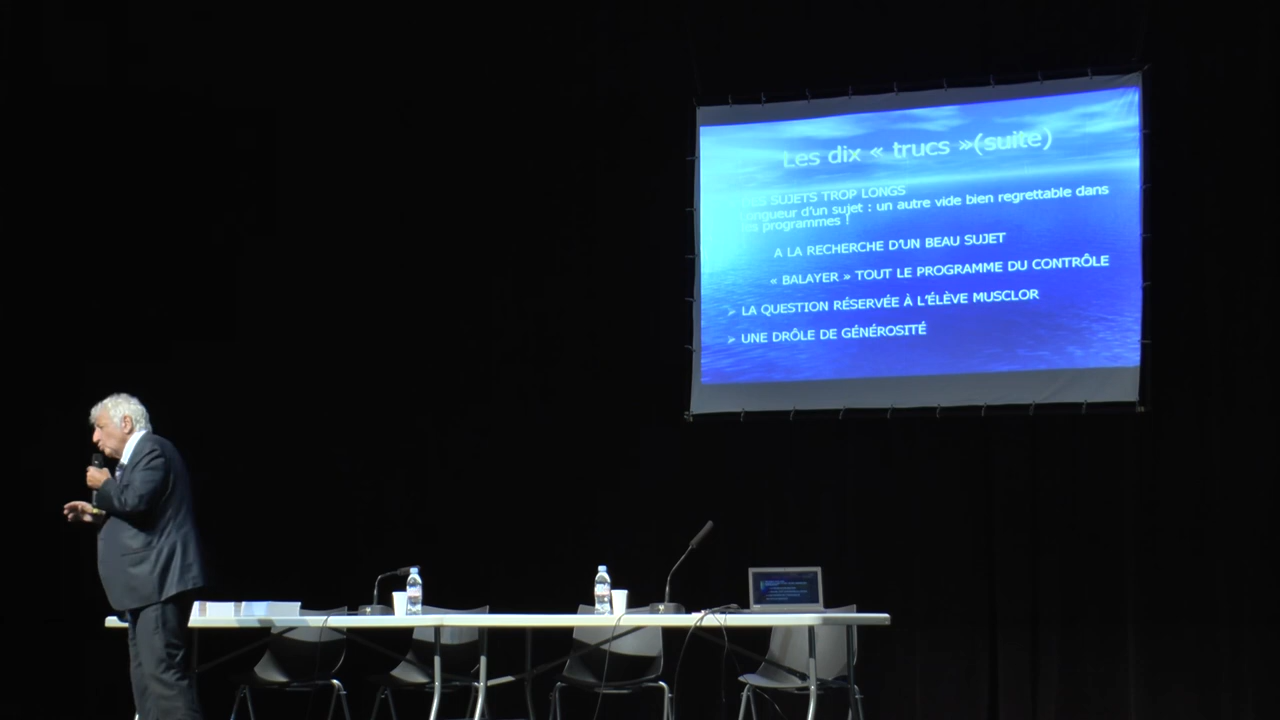 Les dix « trucs »(suite)
SUJETS TROP LONGS
longueur d'un sujet : un autre vide bien regrettable dans
programmes !
A LA RECHERCHE D'UN BEAU SUJET
« BALAYER » TOUT LE PROGRAMME DU CONTRÔLE
➢ LA QUESTION RÉSERVÉE À L'ÉLÈVE MUSCLOR
➢ UNE DRÔLE DE GÉNÉROSITÉ